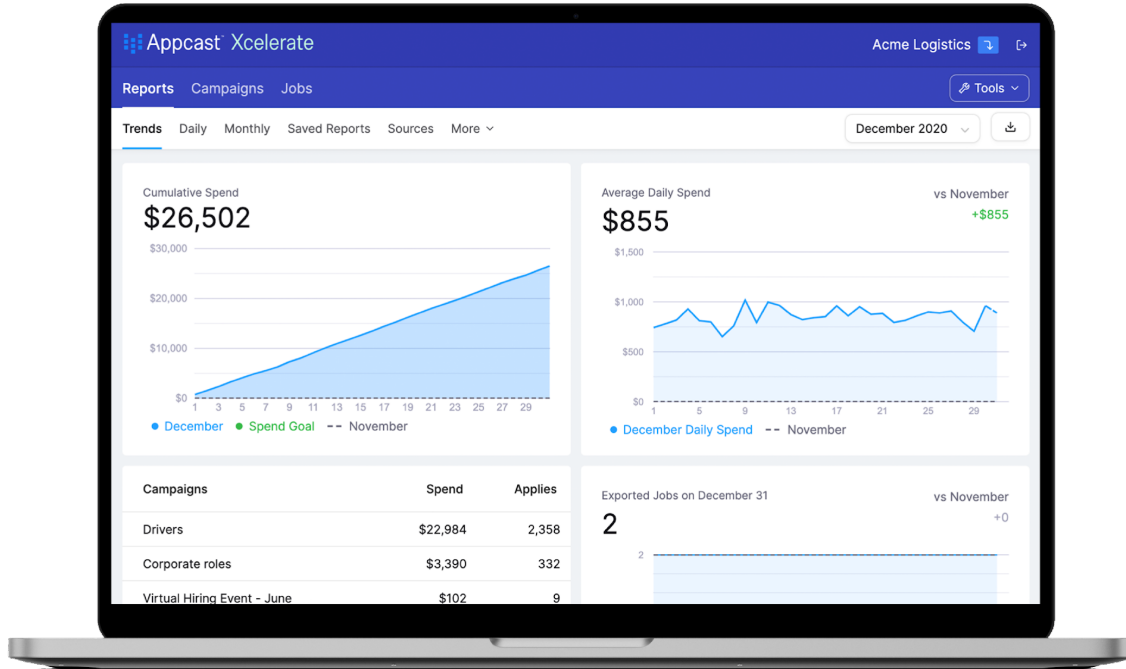 Appcast Xcelerate
Acme Logistics
Reports Campaigns Jobs
Tools
Trends Daily Monthly Saved Reports Sources More
December 2020
Cumulative Spend
$26,502
$30,000
$20,000
$10,000
$0
1 3 5 7 9 11 13 15 17 19 21 23 25 27 29
December Spend Goal November
Average Daily Spend
vs November
$855
+$855
$1,500
$1,000
$500
$0
1 5 9 13 17 21 25 29
December Daily Spend November
Campaigns Spend Applies
Drivers $22,984 2,358
Corporate roles $3,390 332
Virtual Hiring Event - June $102 9
Exported Jobs on December 31
vs November
2
+0
2